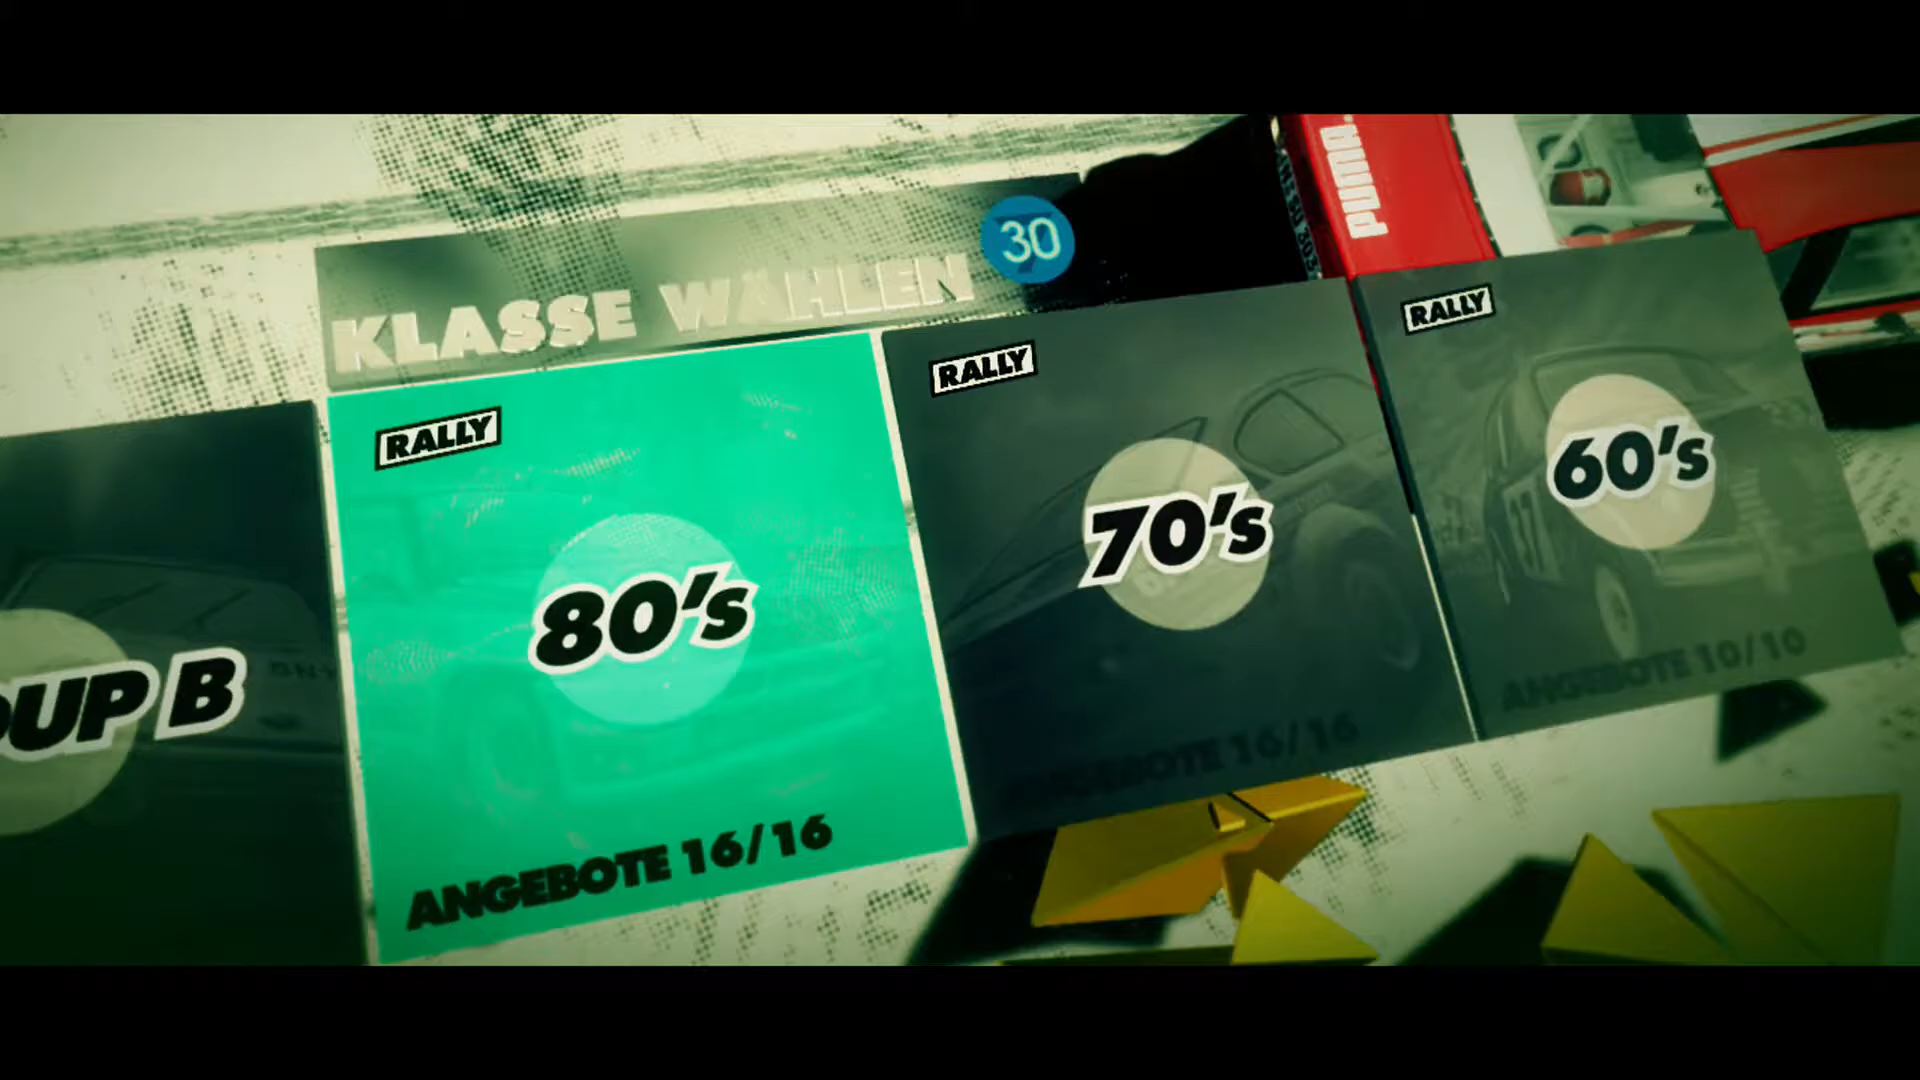 KLASSE WÄHLEN
30
PUMA
OUP B
RALLY
80's
ANGEBOTE 16/16
RALLY
70's
ANGEBOTE 16/16
RALLY
60's
17
ANGEBOTE 10/10